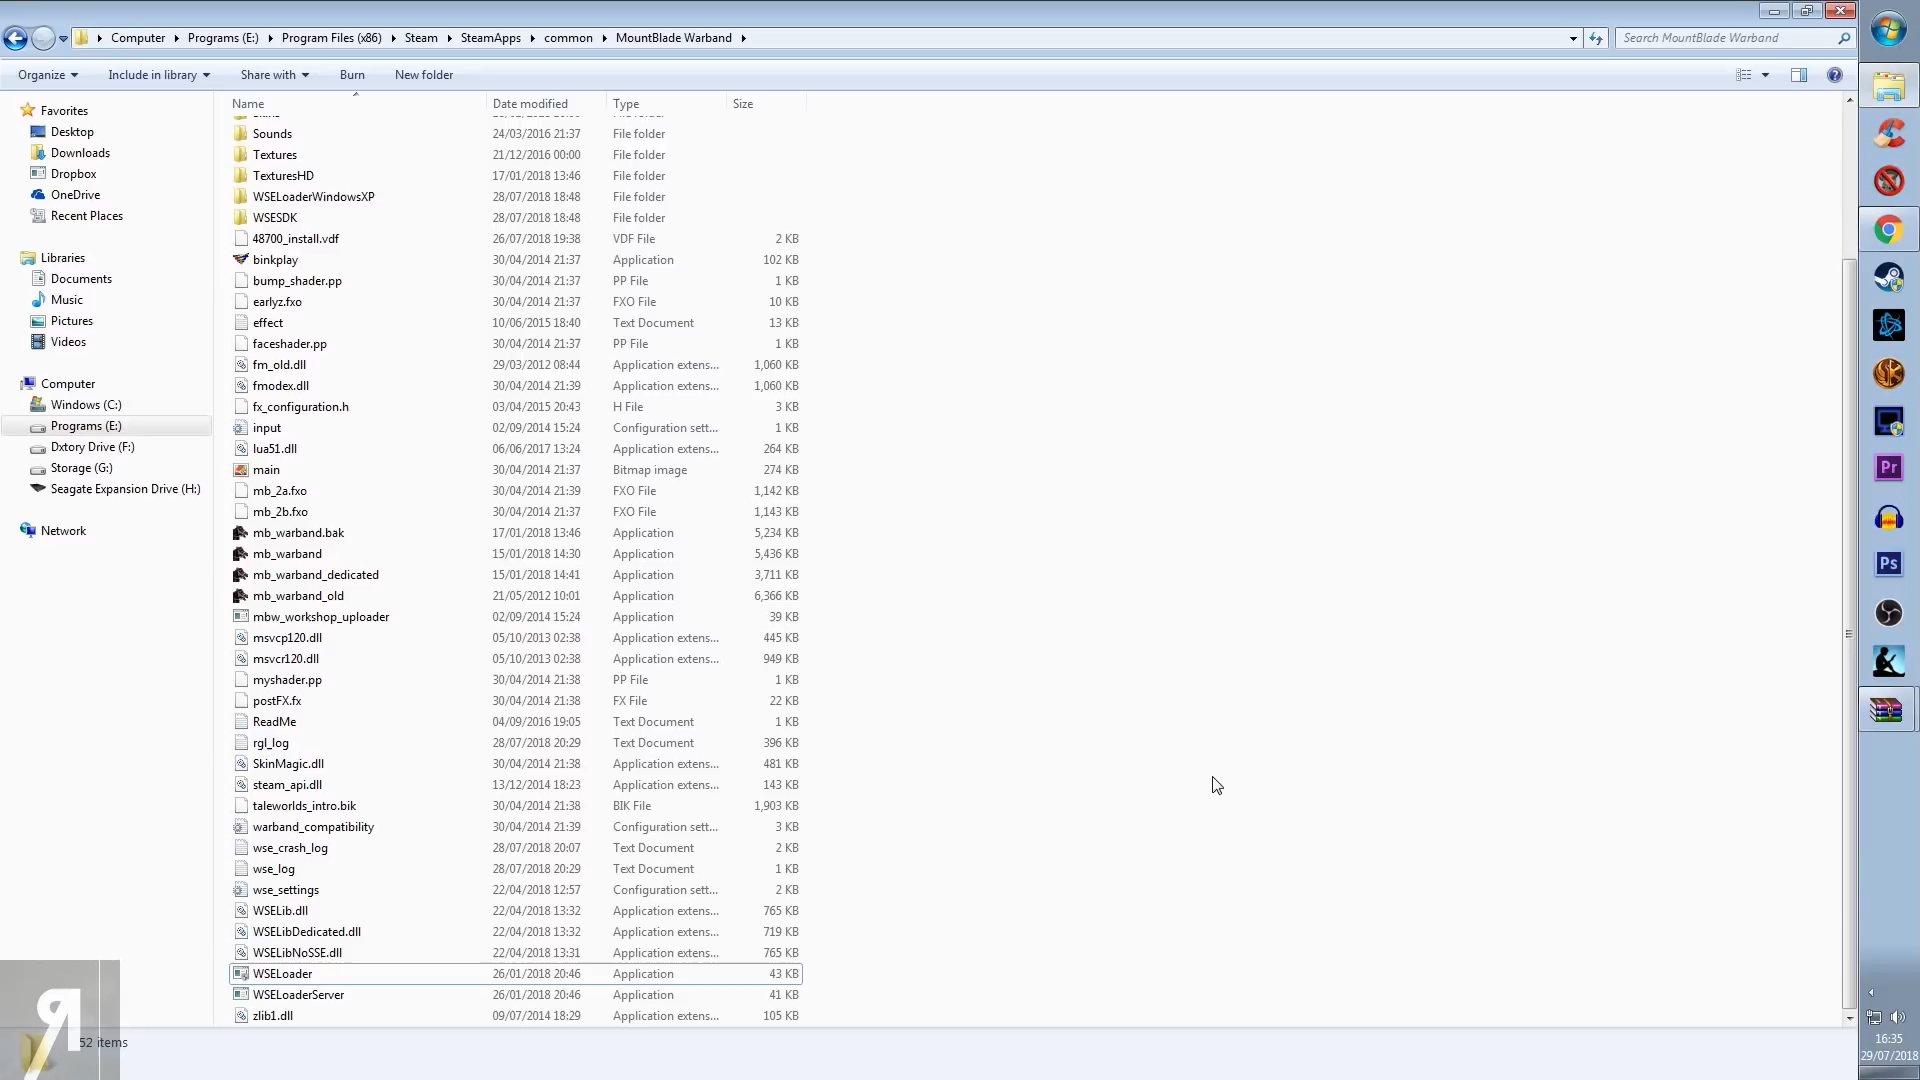 Computer Programs (E:) Program Files (x86) Steam SteamApps common MountBlade Warband Search MountBlade Warband
Organize Include in library Share with Burn New folder
Favorites
Desktop
Downloads
Dropbox
OneDrive
Recent Places
Libraries
Documents
Music
Pictures
Videos
Computer
Windows (C:)
Programs (E:)
Dxtory Drive (F:)
Storage (G:)
Seagate Expansion Drive (H:)
Network
Name Date modified Type Size
Sounds 24/03/2016 21:37 File folder
Textures 21/12/2016 00:00 File folder
TexturesHD 17/01/2018 13:46 File folder
WSELoaderWindowsXP 28/07/2018 18:48 File folder
WSESDK 28/07/2018 18:48 File folder
48700_install.vdf 26/07/2018 19:38 VDF File 2 KB
binkplay 30/04/2014 21:37 Application 102 KB
bump_shader.pp 30/04/2014 21:37 PP File 1 KB
earlyz.fxo 30/04/2014 21:37 FXO File 10 KB
effect 10/06/2015 18:40 Text Document 13 KB
faceshader.pp 30/04/2014 21:37 PP File 1 KB
fm_old.dll 29/03/2012 08:44 Application extens... 1,060 KB
fmodex.dll 30/04/2014 21:39 Application extens... 1,060 KB
fx_configuration.h 03/04/2015 20:43 H File 3 KB
input 02/09/2014 15:24 Configuration sett... 1 KB
lua51.dll 06/06/2017 13:24 Application extens... 264 KB
main 30/04/2014 21:37 Bitmap image 274 KB
mb_2a.fxo 30/04/2014 21:39 FXO File 1,142 KB
mb_2b.fxo 30/04/2014 21:37 FXO File 1,143 KB
mb_warband.bak 17/01/2018 13:46 Application 5,234 KB
mb_warband 15/01/2018 14:30 Application 5,436 KB
mb_warband_dedicated 15/01/2018 14:41 Application 3,711 KB
mb_warband_old 21/05/2012 10:01 Application 6,366 KB
mbw_workshop_uploader 02/09/2014 15:24 Application 39 KB
msvcp120.dll 05/10/2013 02:38 Application extens... 445 KB
msvcr120.dll 05/10/2013 02:38 Application extens... 949 KB
myshader.pp 30/04/2014 21:38 PP File 1 KB
postFX.fx 30/04/2014 21:38 FX File 22 KB
ReadMe 04/09/2016 19:05 Text Document 1 KB
rgl_log 28/07/2018 20:29 Text Document 396 KB
SkinMagic.dll 30/04/2014 21:38 Application extens... 481 KB
steam_api.dll 13/12/2014 18:23 Application extens... 143 KB
taleworlds_intro.bik 30/04/2014 21:38 BIK File 1,903 KB
warband_compatibility 30/04/2014 21:39 Configuration sett... 3 KB
wse_crash_log 28/07/2018 20:07 Text Document 2 KB
wse_log 28/07/2018 20:29 Text Document 1 KB
wse_settings 22/04/2018 12:57 Configuration sett... 2 KB
WSELib.dll 22/04/2018 13:32 Application extens... 765 KB
WSELibDedicated.dll 22/04/2018 13:32 Application extens... 719 KB
WSELibNoSSE.dll 22/04/2018 13:31 Application extens... 765 KB
WSELoader 26/01/2018 20:46 Application 43 KB
WSELoaderServer 26/01/2018 20:46 Application 41 KB
zlib1.dll 09/07/2014 18:29 Application extens... 105 KB
52 items
Pr
Ps
16:35
29/07/2018